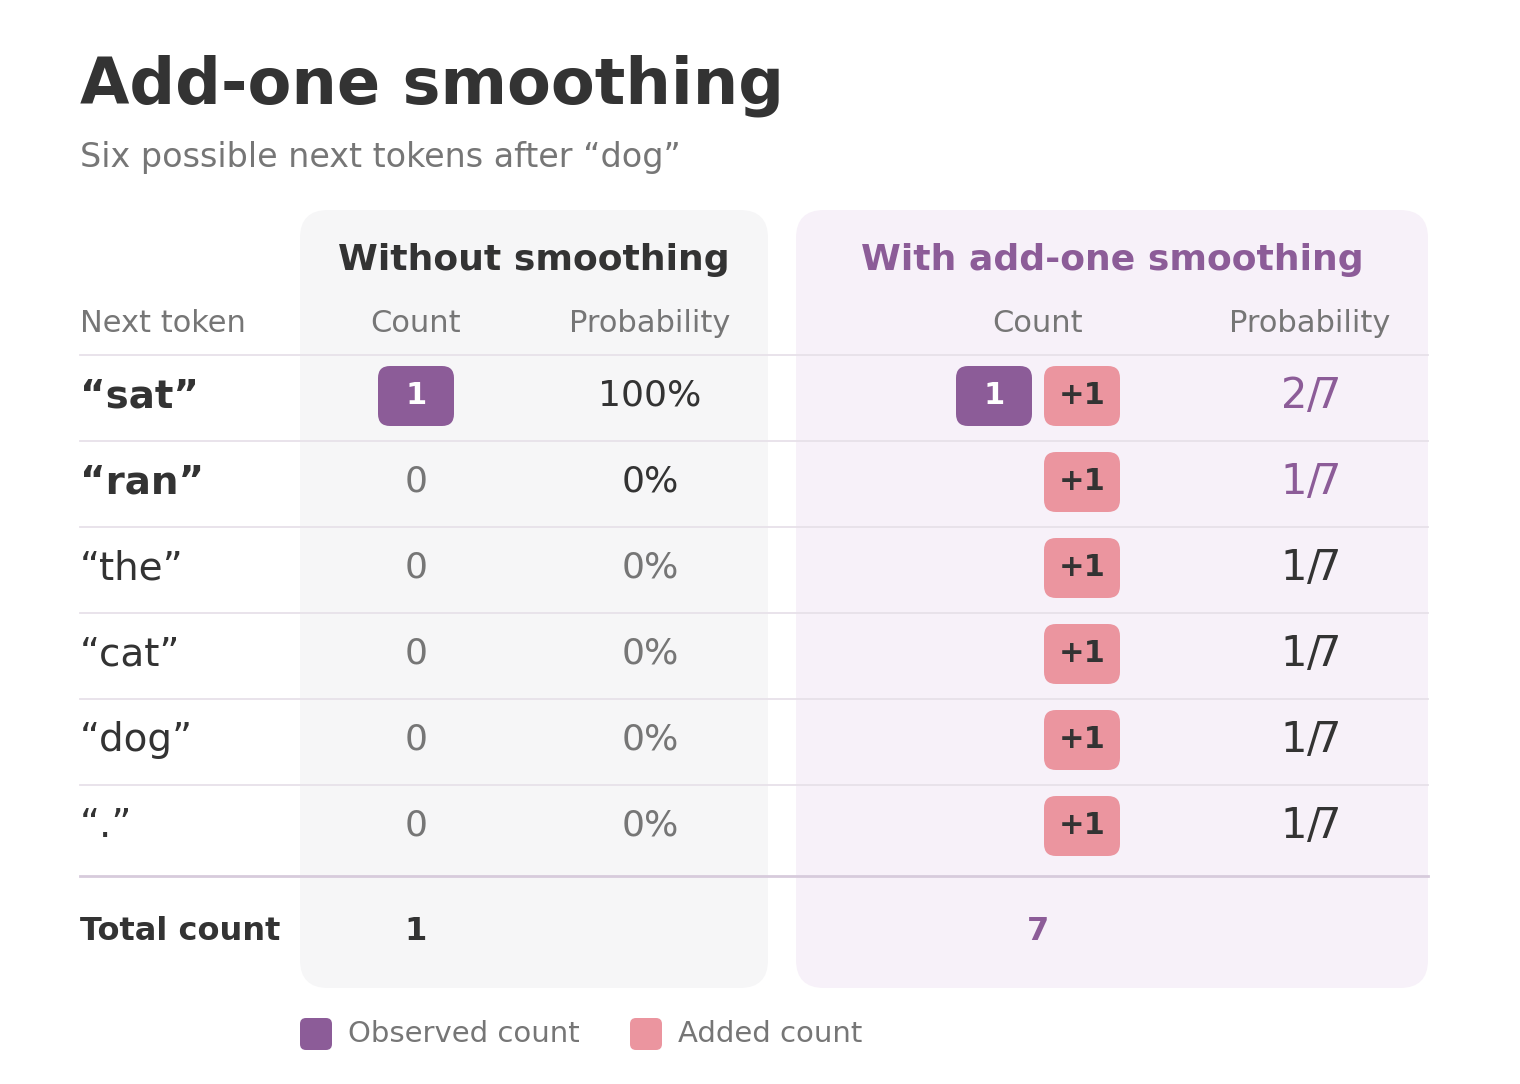 Add-one smoothing
Six possible next tokens after “dog”
Without smoothing With add-one smoothing
Next token Count Probability Count Probability
“sat” 1 100% 1 +1 2/7
“ran” 0 0% +1 1/7
“the” 0 0% +1 1/7
“cat” 0 0% +1 1/7
“dog” 0 0% +1 1/7
“.” 0 0% +1 1/7
Total count 1 7
Observed count Added count